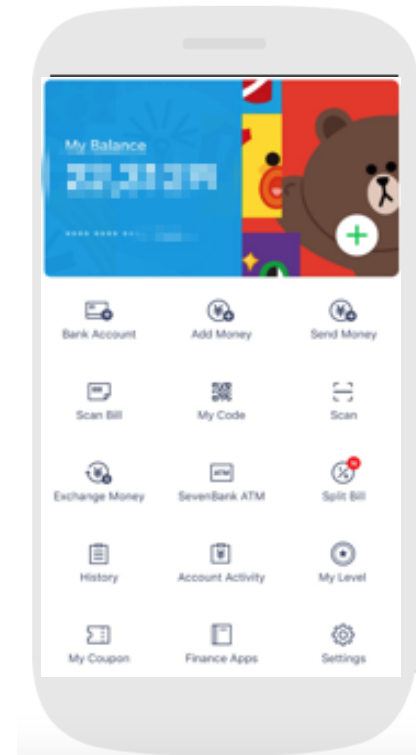 My Balance
Bank Account Add Money Send Money
Scan Bill My Code Scan
ATM
Exchange Money SevenBank ATM Split Bill
History Account Activity My Level
My Coupon Finance Apps Settings